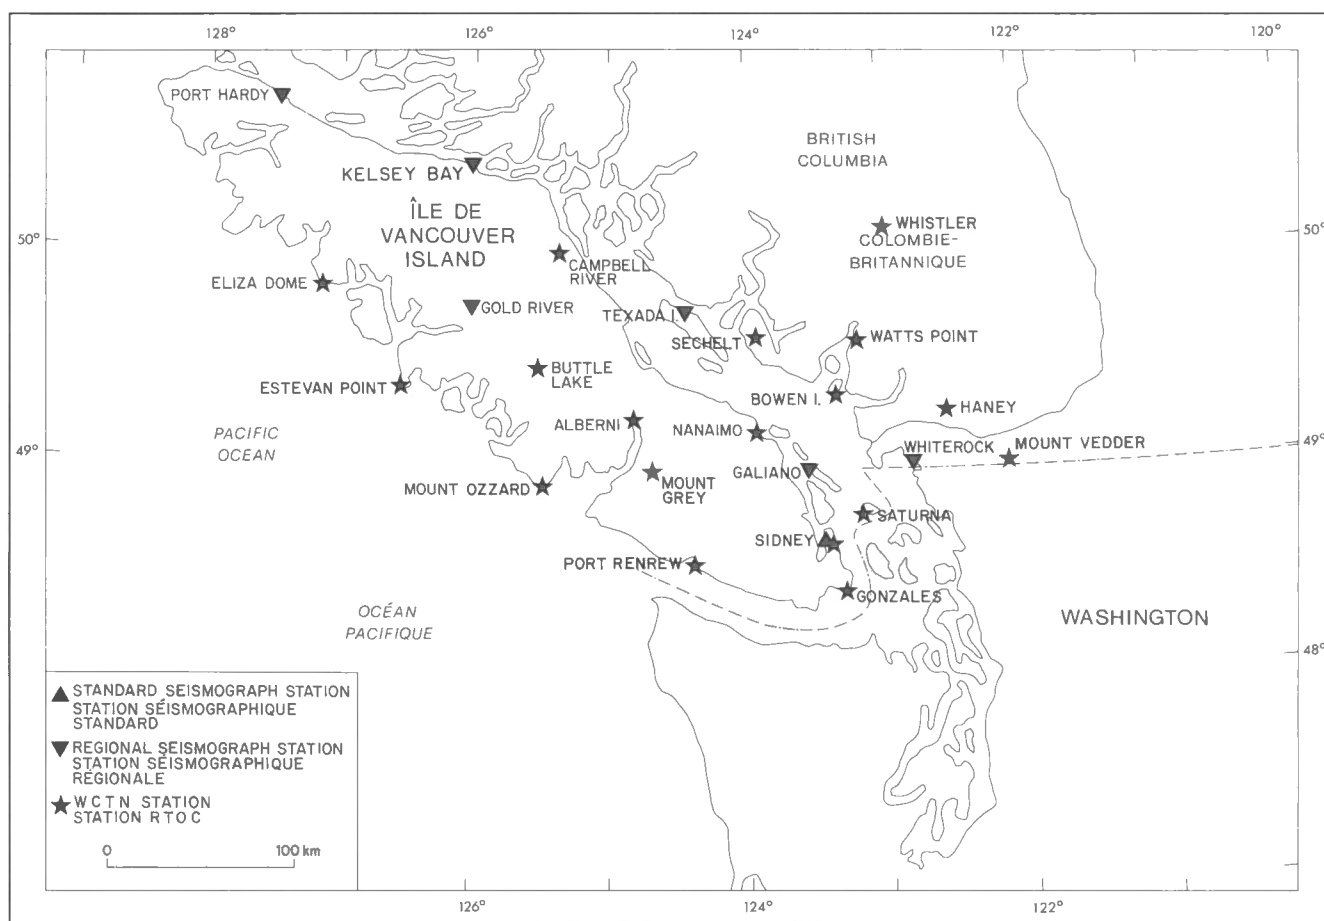 128°
126°
124°
122°
120°
PORT HARDY
KELSEY BAY
BRITISH
COLUMBIA
ÎLE DE
VANCOUVER
ISLAND
WHISTLER
COLOMBIE-
BRITANNIQUE
50°
50°
CAMPBELL
RIVER
ELIZA DOME
GOLD RIVER
TEXADA I.
SECHELT
WATTS POINT
BUTTLE
LAKE
ESTEVAN POINT
BOWEN I.
HANEY
ALBERNI
NANAIMO
PACIFIC
OCEAN
49°
49°
WHITEROCK
MOUNT VEDDER
GALIANO
MOUNT
GREY
MOUNT OZZARD
SATURNA
SIDNEY
PORT RENREW
GONZALES
OCÉAN
PACIFIQUE
WASHINGTON
48°
STANDARD SEISMOGRAPH STATION
STATION SÉISMOGRAPHIQUE
STANDARD
REGIONAL SEISMOGRAPH STATION
STATION SÉISMOGRAPHIQUE
RÉGIONALE
WCTN STATION
STATION RTOC
0 100 km
126°
124°
122°